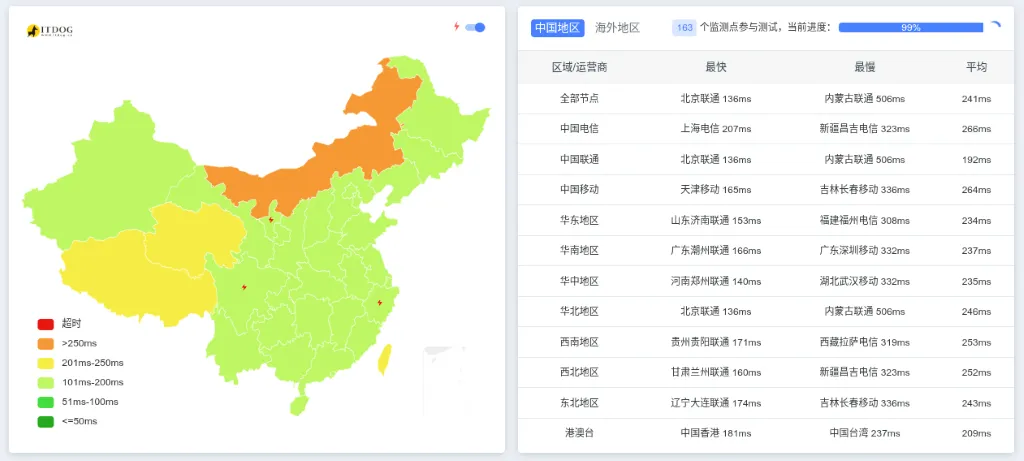 ITDOG
超时
>250ms
201ms-250ms
101ms-200ms
51ms-100ms
<=50ms
中国地区 海外地区 163 个监测点参与测试，当前进度： 99%
区域/运营商 最快 最慢 平均
全部节点 北京联通 136ms 内蒙古联通 506ms 241ms
中国电信 上海电信 207ms 新疆昌吉电信 323ms 266ms
中国联通 北京联通 136ms 内蒙古联通 506ms 192ms
中国移动 天津移动 165ms 吉林长春移动 336ms 264ms
华东地区 山东济南联通 153ms 福建福州电信 308ms 234ms
华南地区 广东潮州联通 166ms 广东深圳移动 332ms 237ms
华中地区 河南郑州联通 140ms 湖北武汉移动 332ms 235ms
华北地区 北京联通 136ms 内蒙古联通 506ms 246ms
西南地区 贵州贵阳联通 171ms 西藏拉萨电信 319ms 253ms
西北地区 甘肃兰州联通 160ms 新疆昌吉电信 323ms 252ms
东北地区 辽宁大连联通 174ms 吉林长春移动 336ms 243ms
港澳台 中国香港 181ms 中国台湾 237ms 209ms